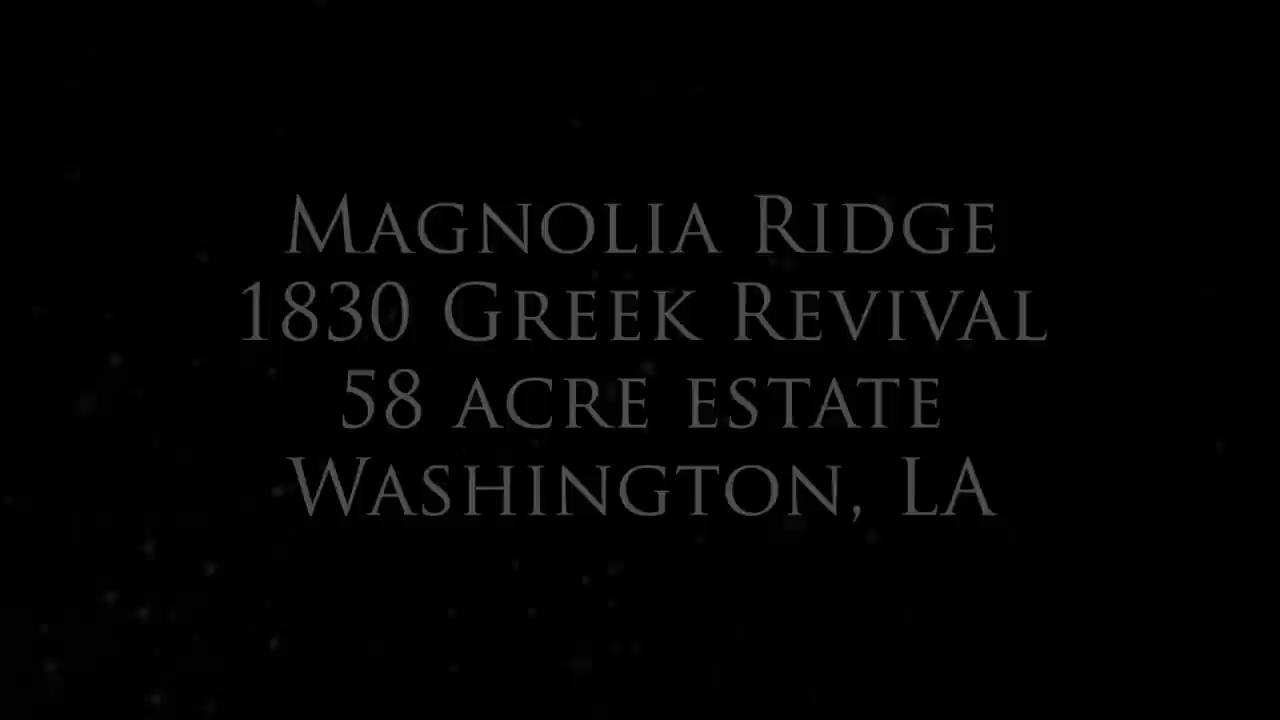 Magnolia Ridge
1830 Greek Revival
58 acre estate
Washington, LA